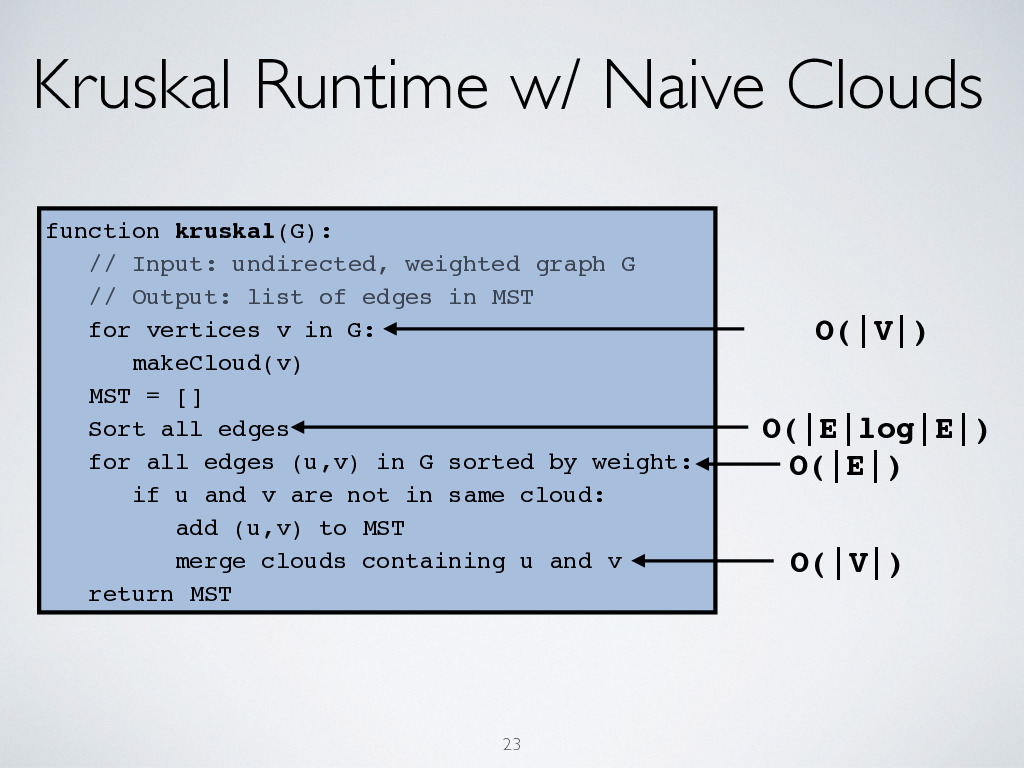 Kruskal Runtime w/ Naive Clouds
function kruskal(G):
// Input: undirected, weighted graph G
// Output: list of edges in MST
for vertices v in G:
O(|V|)
makeCloud(v)
MST = []
Sort all edges
O(|E|log|E|)
for all edges (u,v) in G sorted by weight:
O(|E|)
if u and v are not in same cloud:
add (u,v) to MST
merge clouds containing u and v
O(|V|)
return MST
23